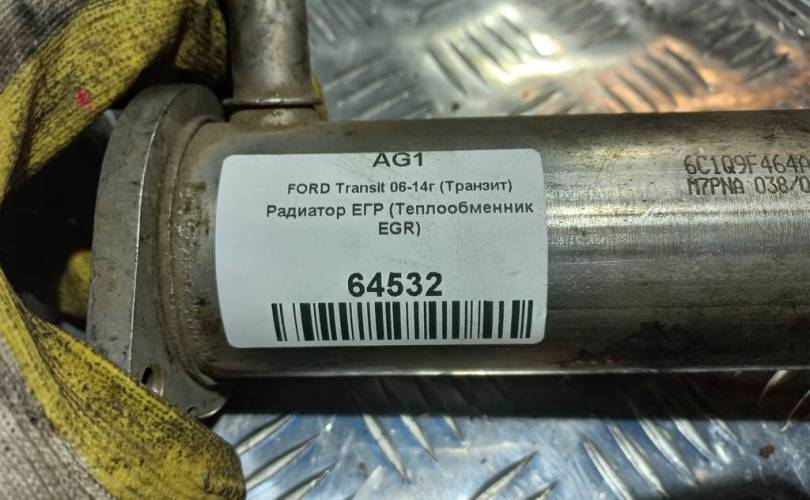 AG1
FORD Transit 06-14г (Транзит)
Радиатор ЕГР (Теплообменник
EGR)
64532
6C1Q9F464A
M7PNA 038/0